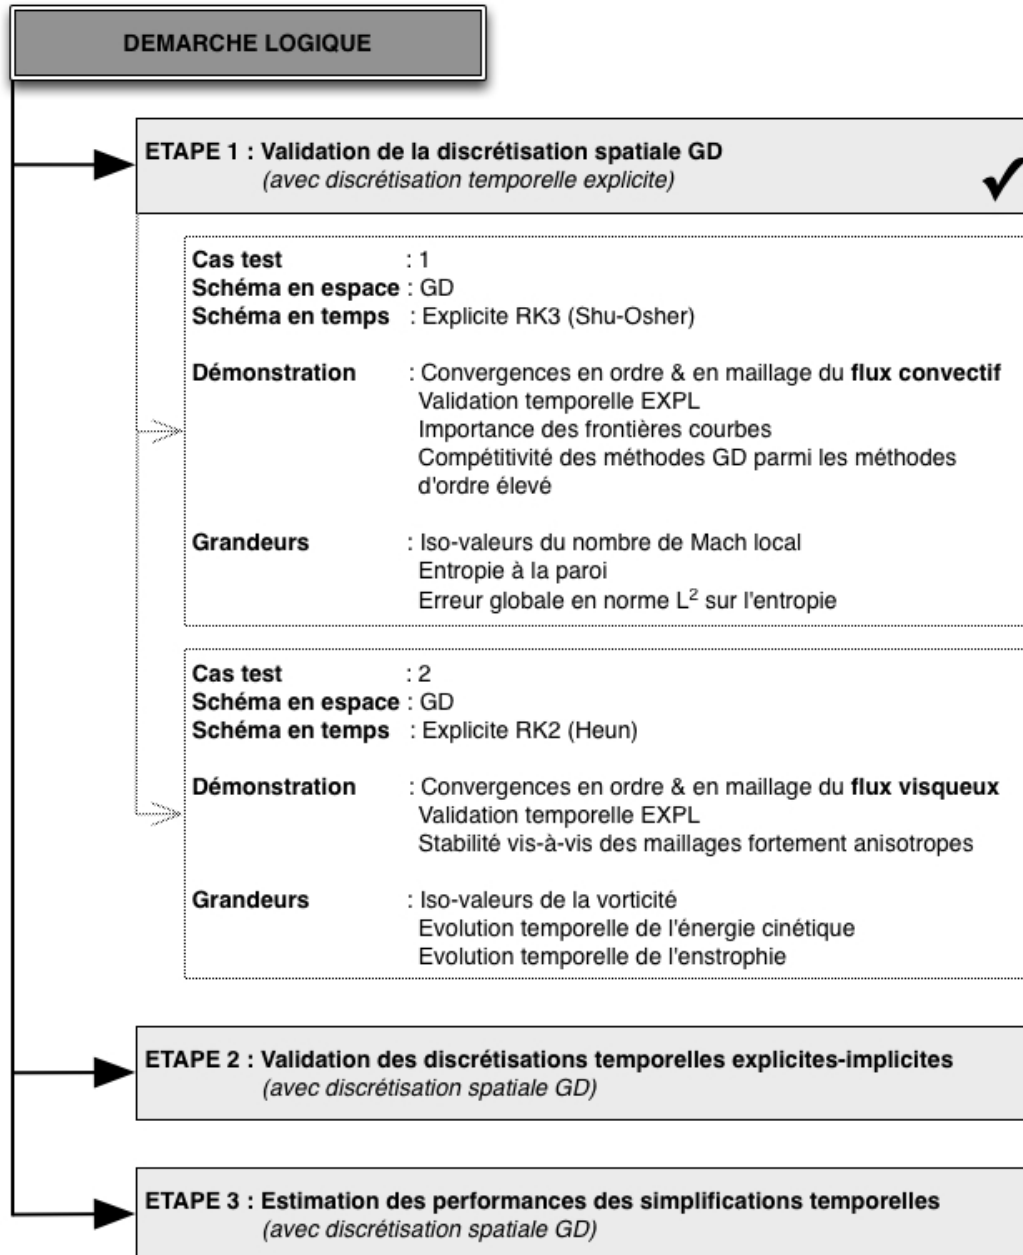 DEMARCHE LOGIQUE
ETAPE 1 : Validation de la discrétisation spatiale GD
(avec discrétisation temporelle explicite)
✓
Cas test : 1
Schéma en espace : GD
Schéma en temps : Explicite RK3 (Shu-Osher)
Démonstration : Convergences en ordre & en maillage du flux convectif
Validation temporelle EXPL
Importance des frontières courbes
Compétitivité des méthodes GD parmi les méthodes
d'ordre élevé
Grandeurs : Iso-valeurs du nombre de Mach local
Entropie à la paroi
Erreur globale en norme L² sur l'entropie
Cas test : 2
Schéma en espace : GD
Schéma en temps : Explicite RK2 (Heun)
Démonstration : Convergences en ordre & en maillage du flux visqueux
Validation temporelle EXPL
Stabilité vis-à-vis des maillages fortement anisotropes
Grandeurs : Iso-valeurs de la vorticité
Evolution temporelle de l'énergie cinétique
Evolution temporelle de l'enstrophie
ETAPE 2 : Validation des discrétisations temporelles explicites-implicites
(avec discrétisation spatiale GD)
ETAPE 3 : Estimation des performances des simplifications temporelles
(avec discrétisation spatiale GD)